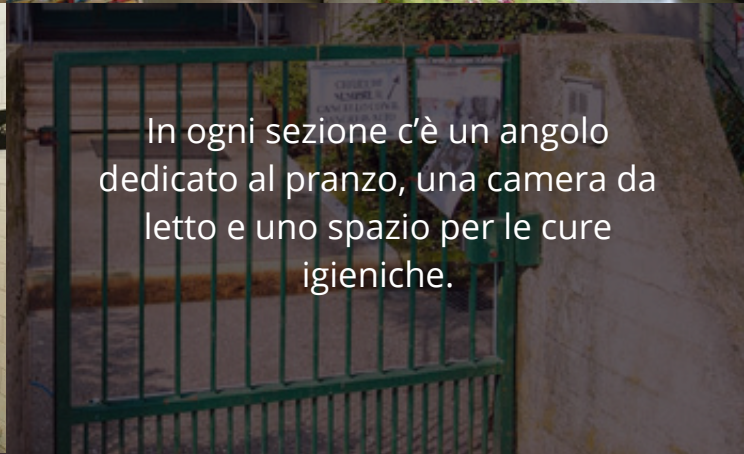 In ogni sezione c’è un angolo
dedicato al pranzo, una camera da
letto e uno spazio per le cure
igieniche.